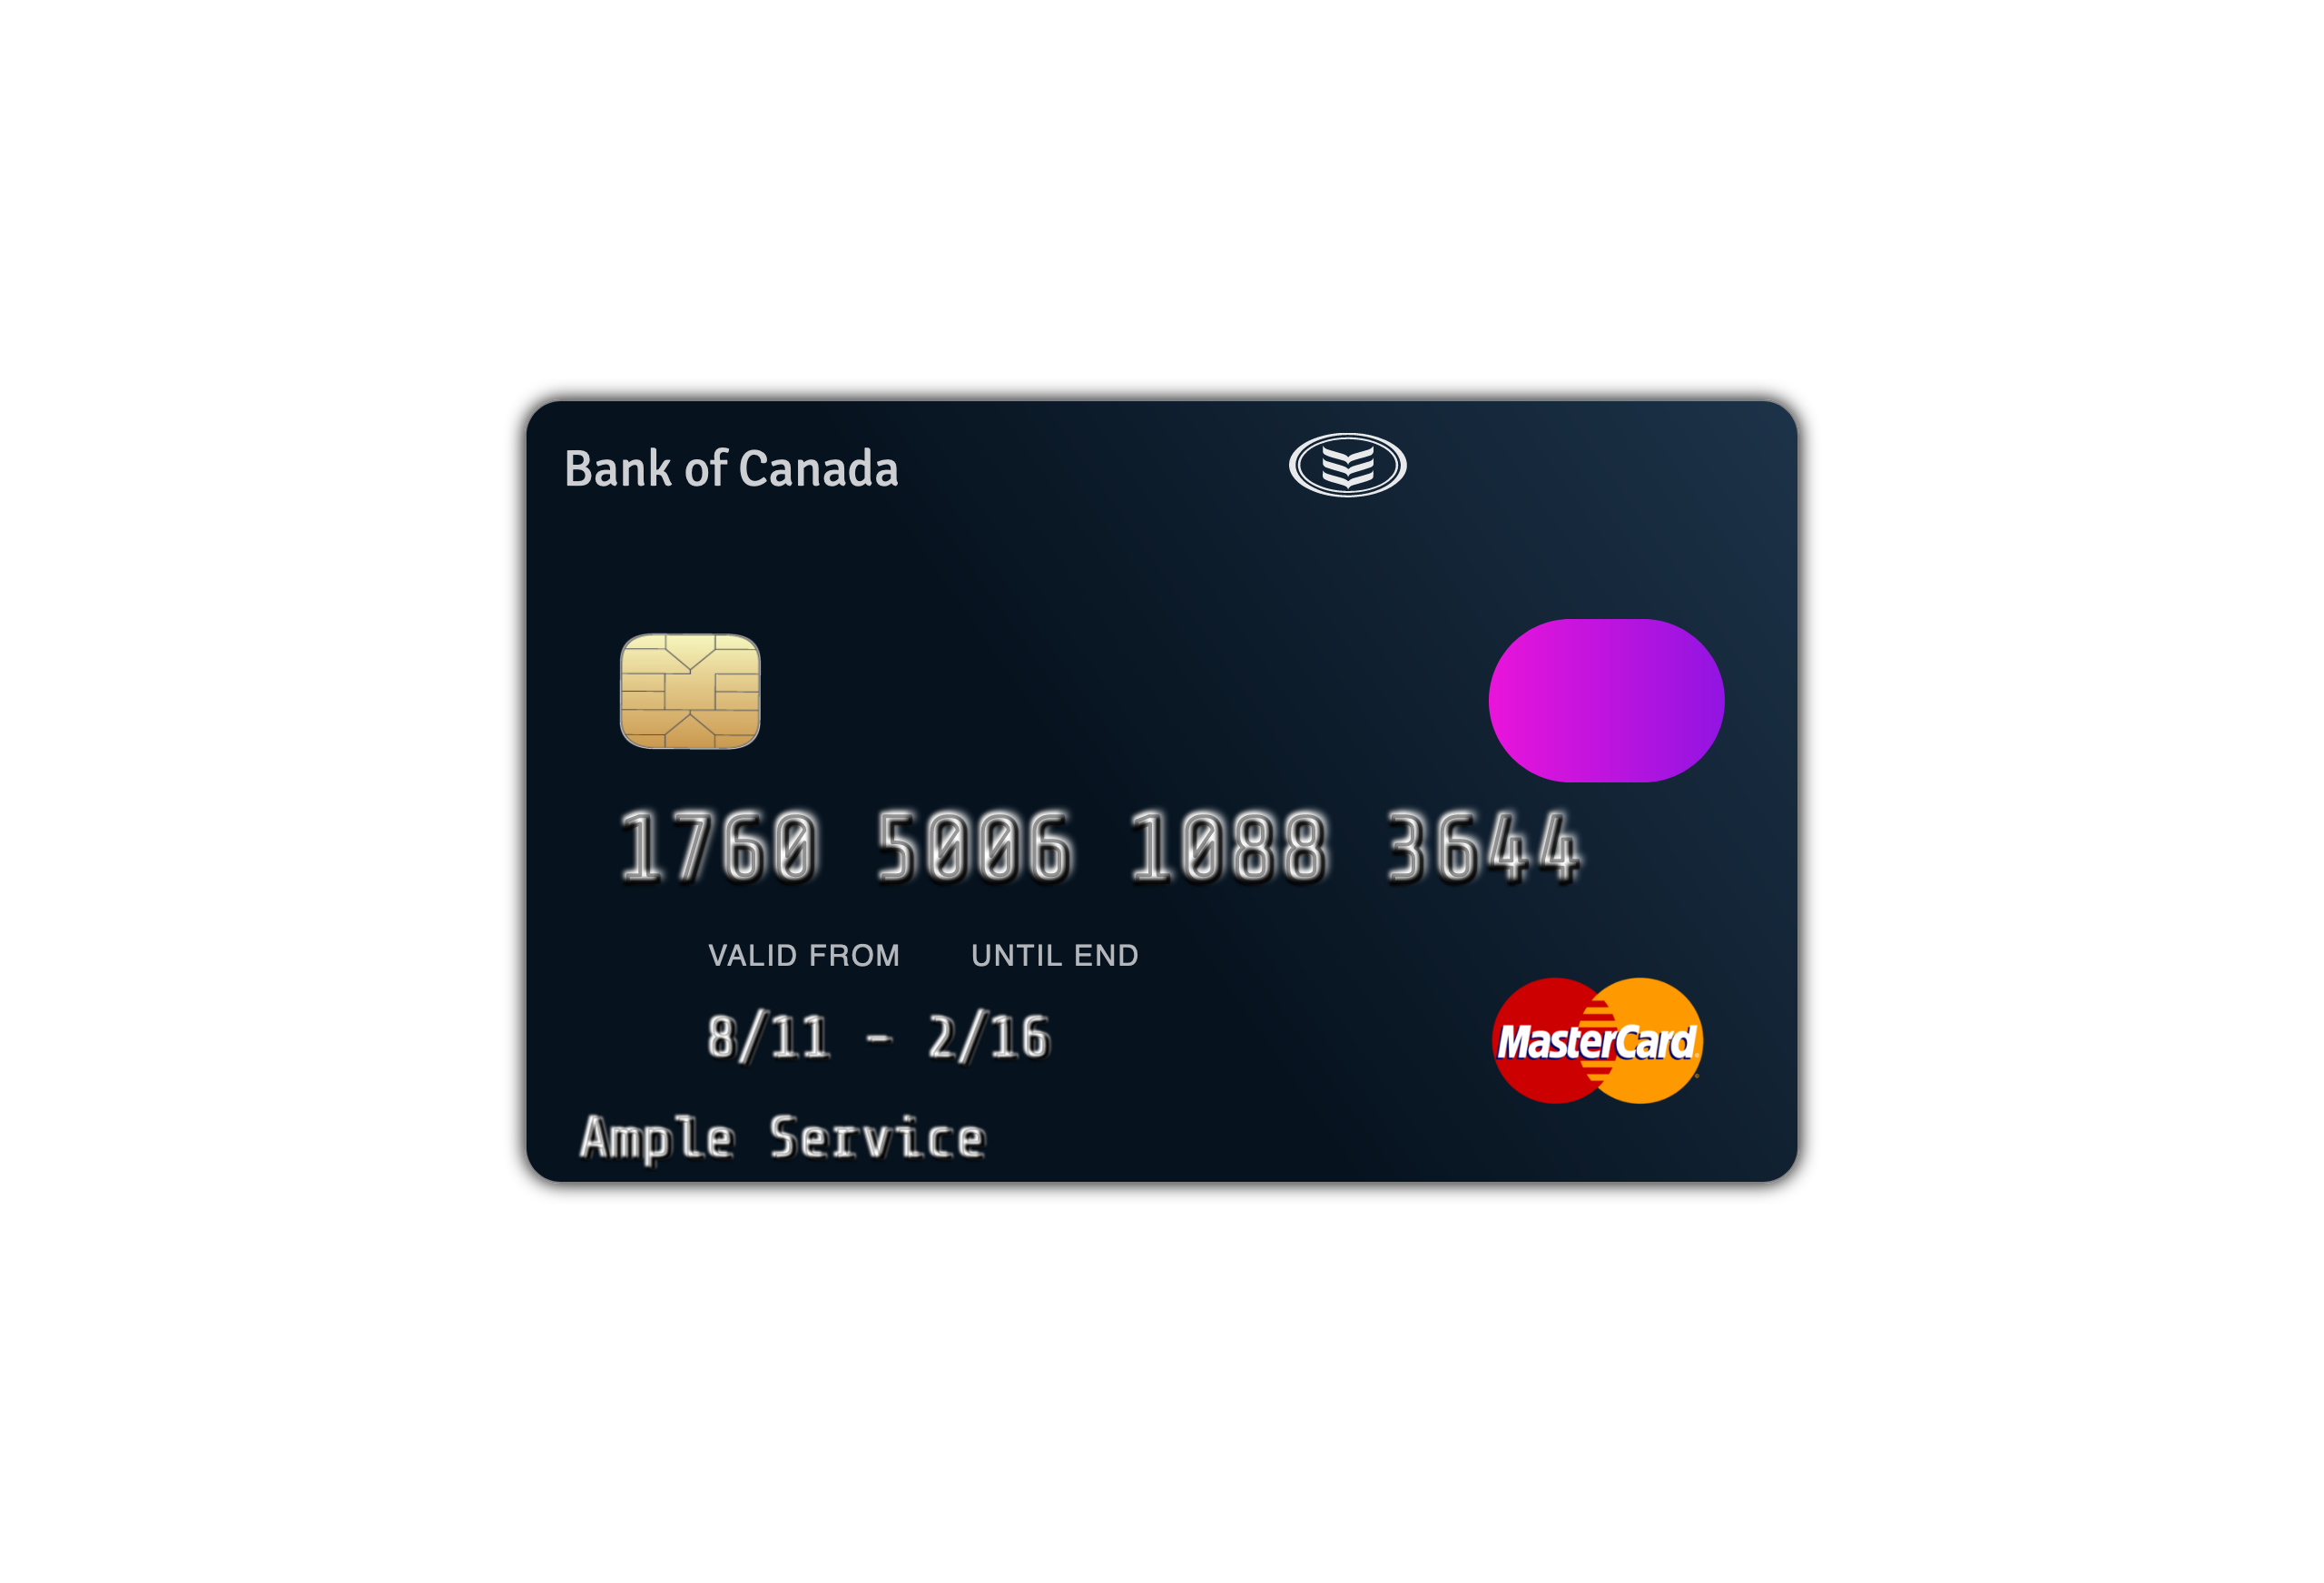 Bank of Canada
1760 5006 1088 3644
VALID FROM UNTIL END
8/11 - 2/16
MasterCard
Ample Service